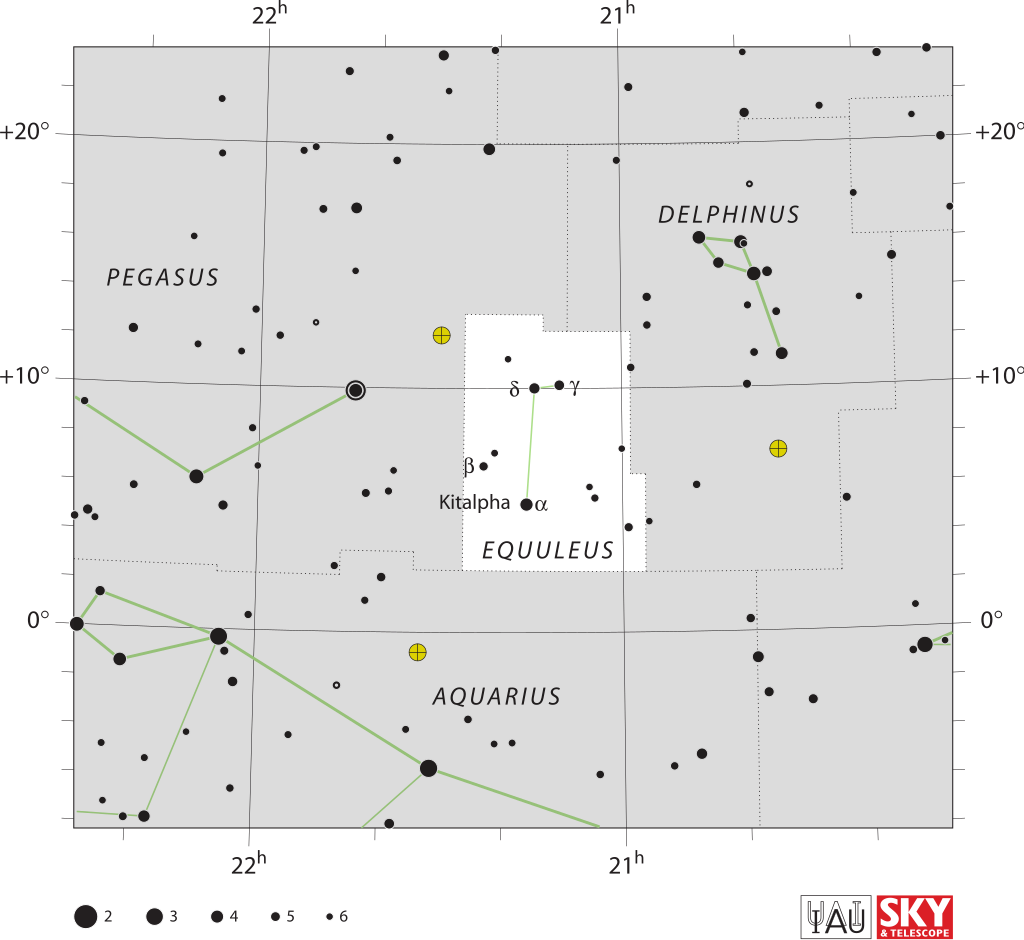 22h 21h
+20° +20°
DELPHINUS
PEGASUS
+10° δ γ +10°
β
Kitalpha α
EQUULEUS
0° 0°
AQUARIUS
22h 21h
2 3 4 5 6
IAU SKY
& TELESCOPE